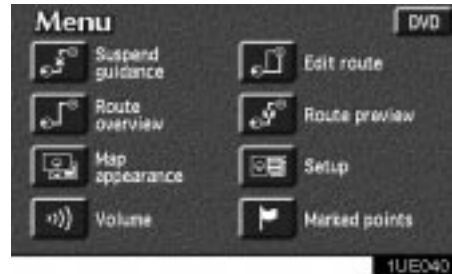 Menu
DVD
Suspend
guidance
Edit route
Route
overview
Route preview
Map
appearance
Setup
Volume
Marked points
1UE040